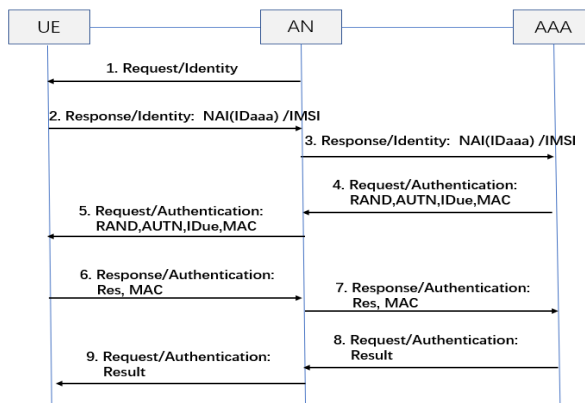 UE
AN
AAA
1. Request/Identity
2. Response/Identity: NAI(IDaaa) /IMSI
3. Response/Identity: NAI(IDaaa) /IMSI
4. Request/Authentication:
RAND,AUTN,IDue,MAC
5. Request/Authentication:
RAND,AUTN,IDue,MAC
6. Response/Authentication:
Res, MAC
7. Response/Authentication:
Res, MAC
8. Request/Authentication:
Result
9. Request/Authentication:
Result